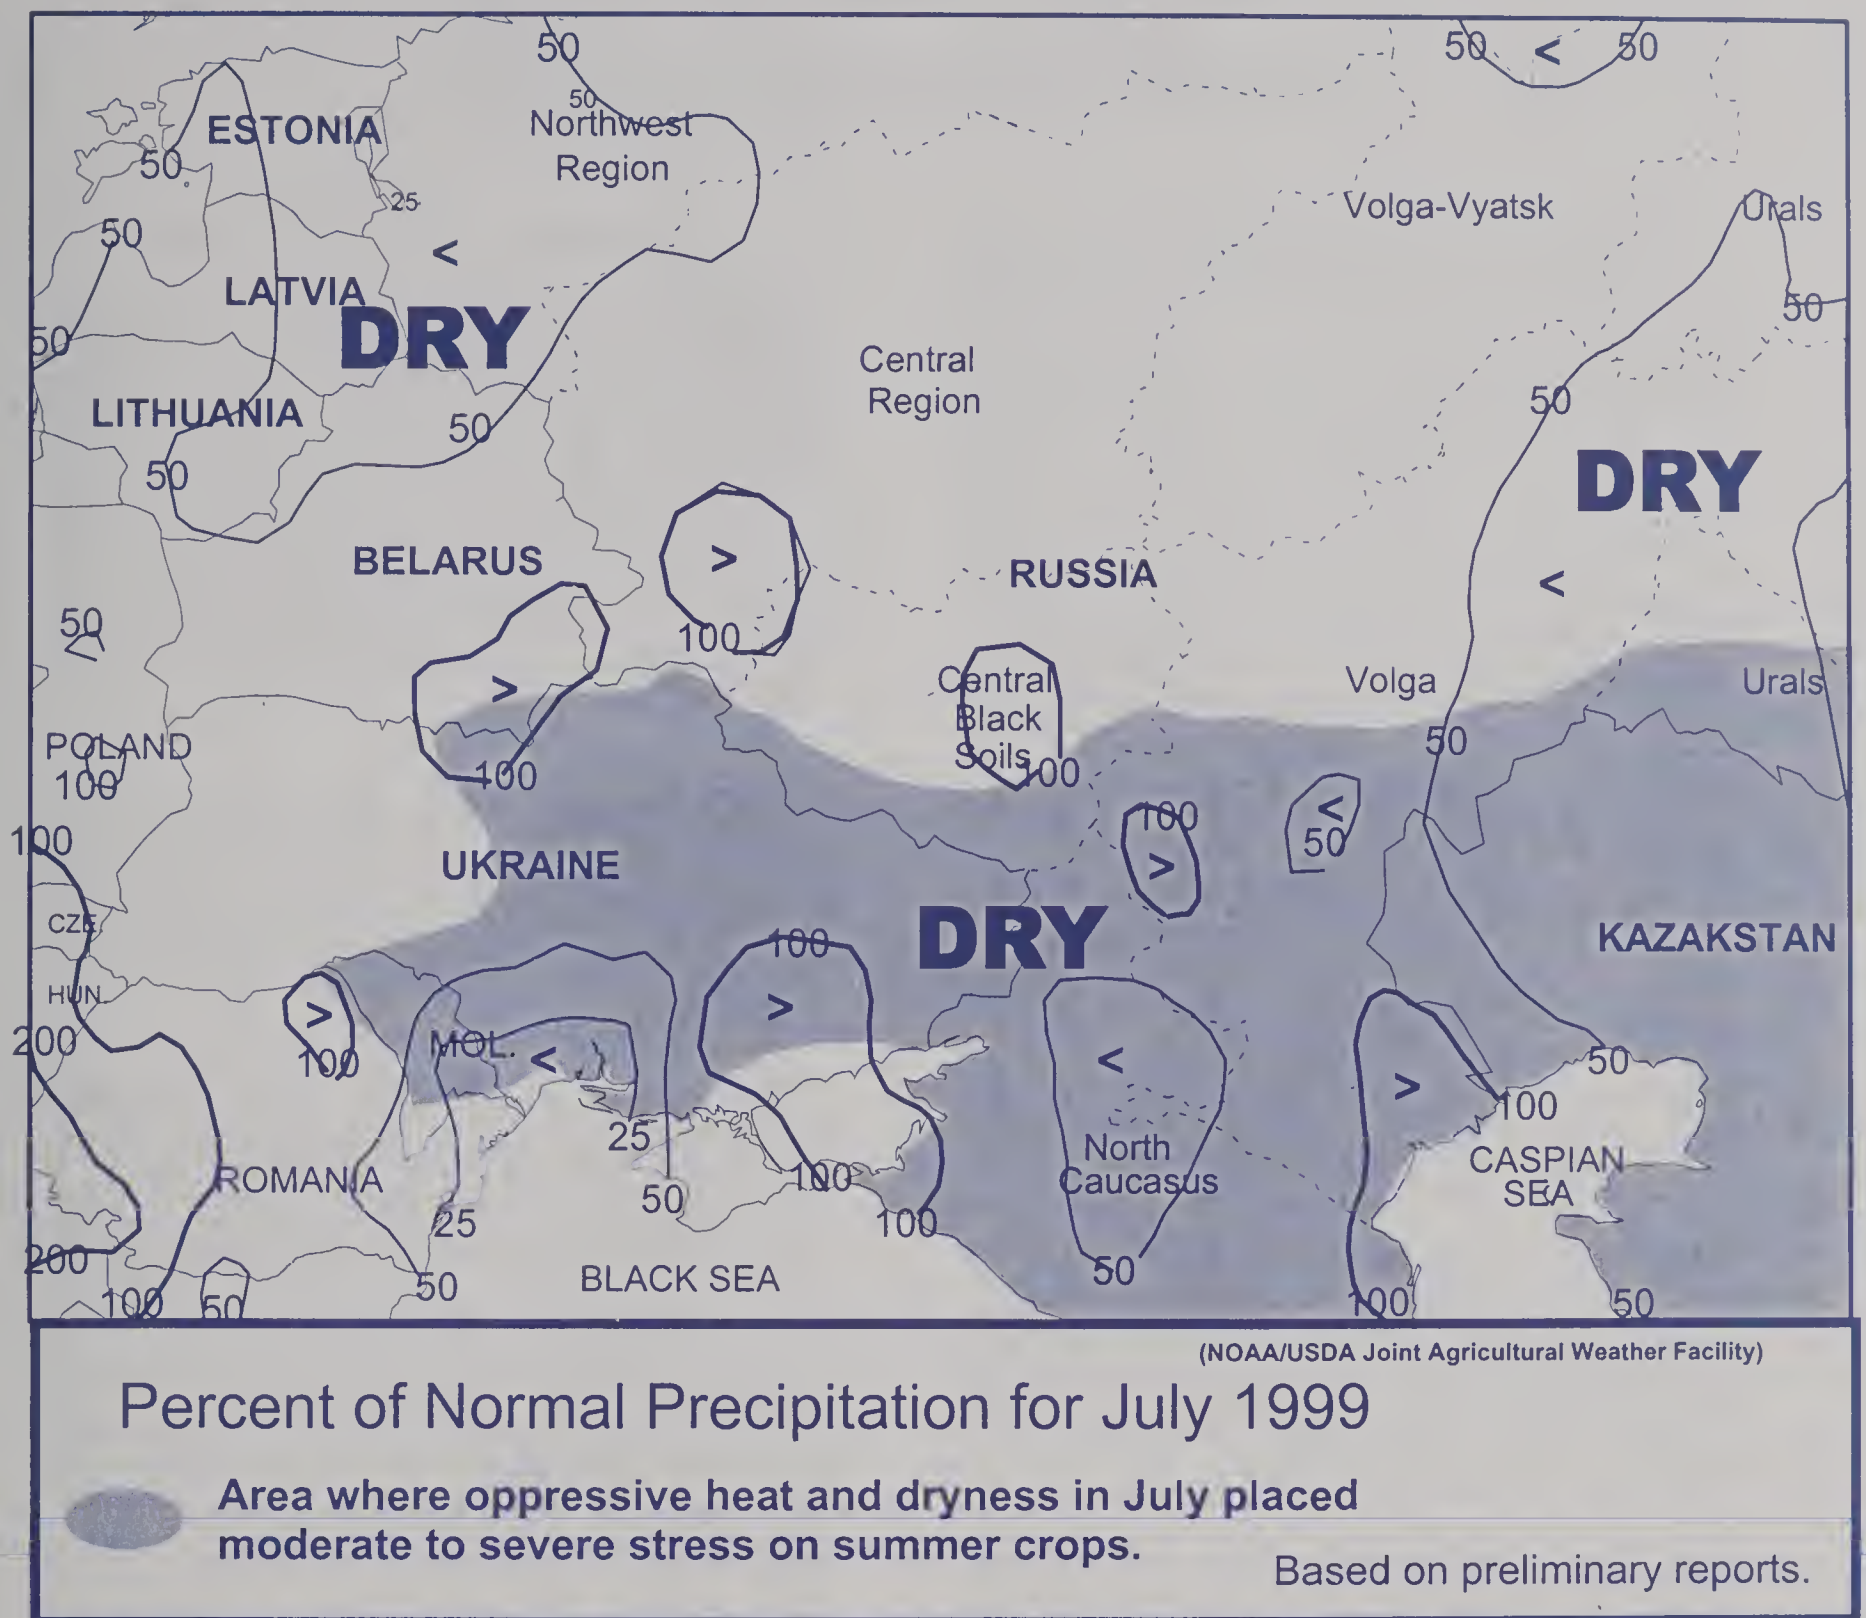 50
50 < 50
50
Northwest
Region
ESTONIA
50
25
Volga-Vyatsk
Urals
50
<
LATVIA
50
50
DRY
Central
Region
50
LITHUANIA
50
50
DRY
BELARUS
>
RUSSIA
<
50
100
>
Central
Black
Soils
100
Volga
Urals
50
POLAND
100
100
100
<
50
100
>
UKRAINE
DRY
KAZAKSTAN
CZE
HUN.
100
>
>
100
200
MOL.
<
<
>
50
100
25
North
Caucasus
CASPIAN
SEA
ROMANIA
50
100
25
100
200
50
BLACK SEA
50
100
50
100
50
(NOAA/USDA Joint Agricultural Weather Facility)
Percent of Normal Precipitation for July 1999
Area where oppressive heat and dryness in July placed
moderate to severe stress on summer crops.
Based on preliminary reports.